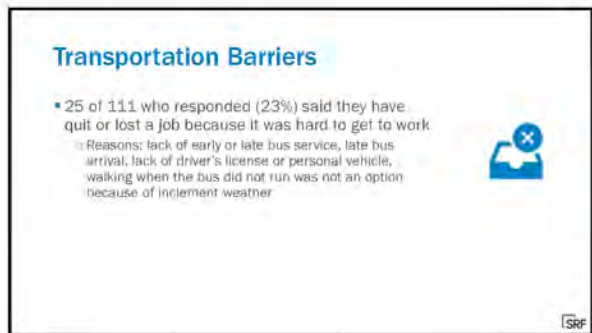 Transportation Barriers
▪ 25 of 111 who responded (23%) said they have
quit or lost a job because it was hard to get to work
▫ Reasons: lack of early or late bus service, late bus
arrival, lack of driver's license or personal vehicle,
walking when the bus did not run was not an option
because of inclement weather
SRF